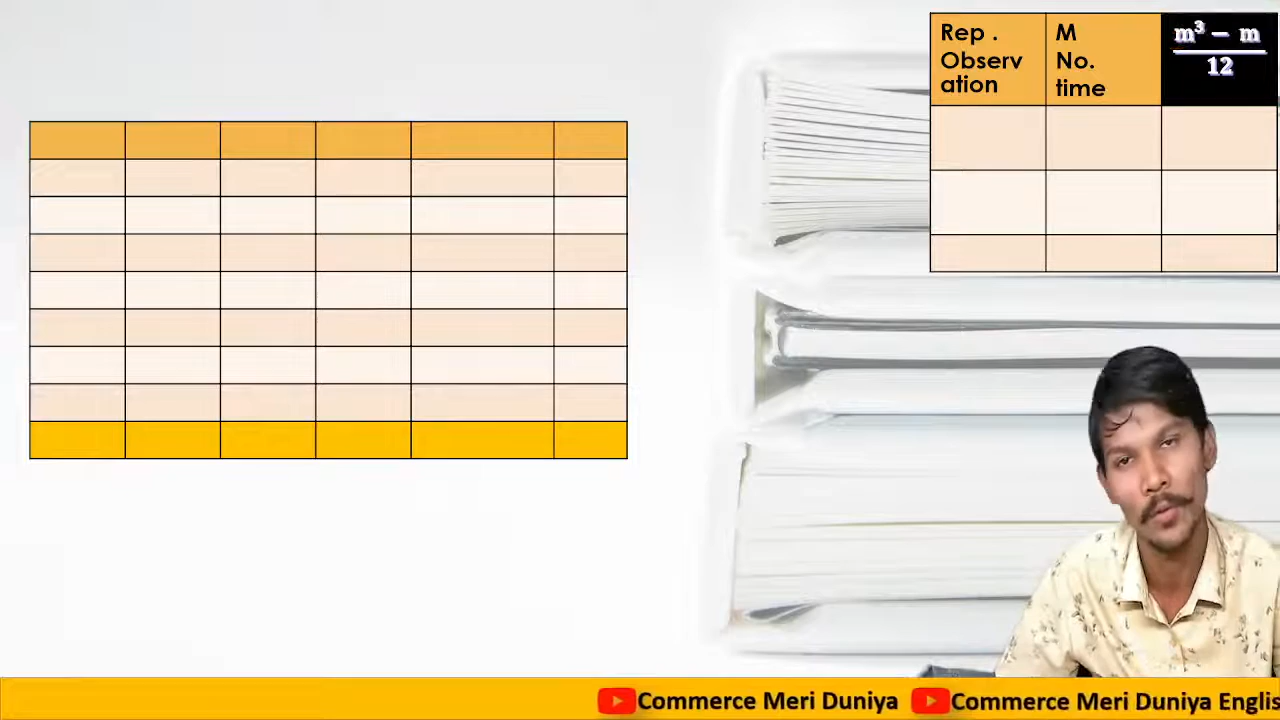 Rep .
Observ
ation
M
No.
time
m³ – m
12
Commerce Meri Duniya
Commerce Meri Duniya Englis